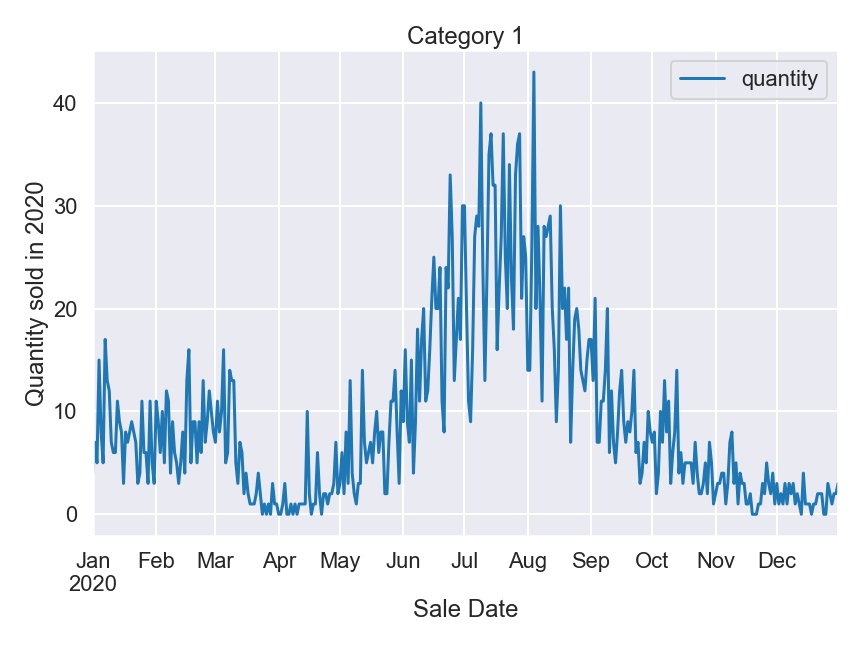 Category 1
quantity
Quantity sold in 2020
40
30
20
10
0
Jan Feb Mar Apr May Jun Jul Aug Sep Oct Nov Dec
2020
Sale Date